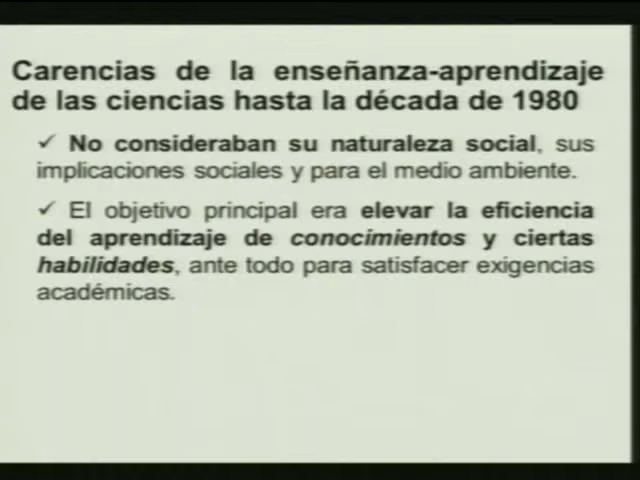 Carencias de la enseñanza-aprendizaje
de las ciencias hasta la década de 1980
✓ No consideraban su naturaleza social, sus
implicaciones sociales y para el medio ambiente.
✓ El objetivo principal era elevar la eficiencia
del aprendizaje de conocimientos y ciertas
habilidades, ante todo para satisfacer exigencias
académicas.